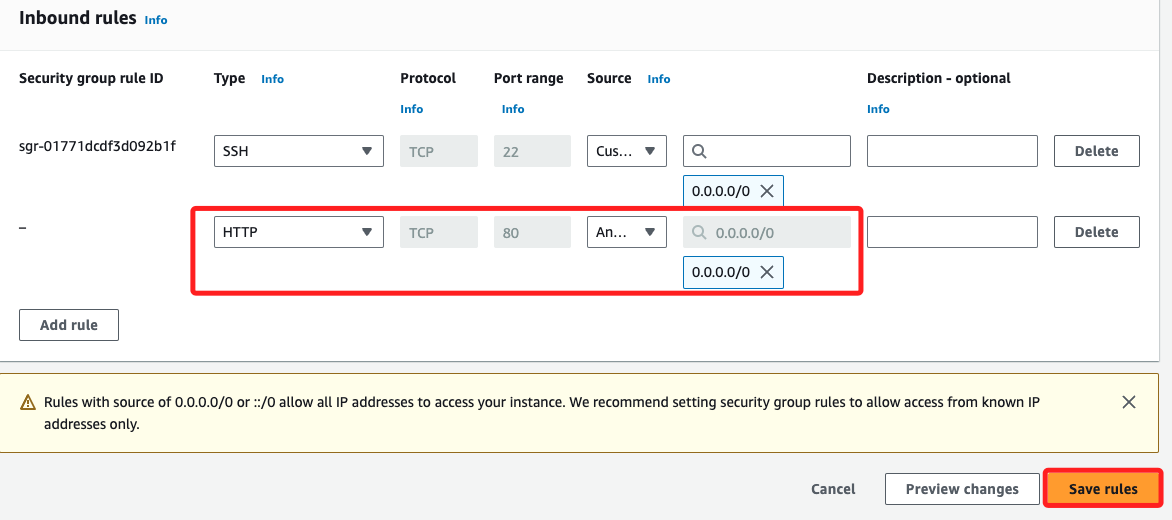 Inbound rules Info
Security group rule ID Type Info Protocol Info Port range Info Source Info Description - optional Info
sgr-01771dcdf3d092b1f SSH TCP 22 Cus... Delete
0.0.0.0/0
– HTTP TCP 80 An... 0.0.0.0/0 Delete
0.0.0.0/0
Add rule
Rules with source of 0.0.0.0/0 or ::/0 allow all IP addresses to access your instance. We recommend setting security group rules to allow access from known IP
addresses only.
Cancel Preview changes Save rules